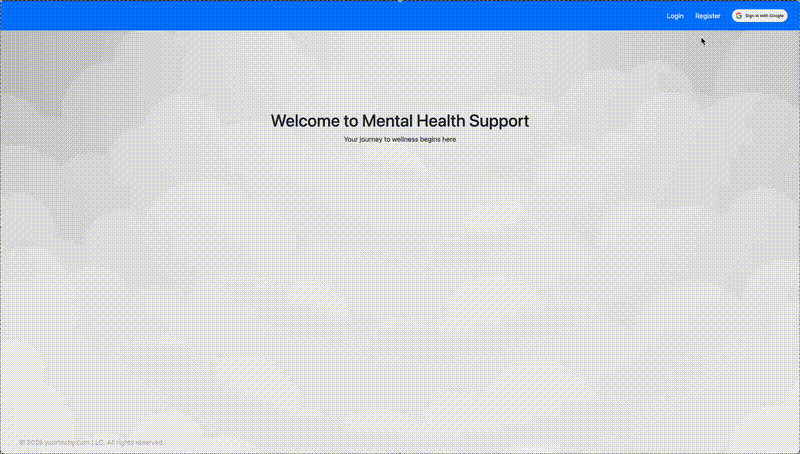 Login Register Sign in with Google
Welcome to Mental Health Support
Your journey to wellness begins here
© 2025 yourtechy.com LLC. All rights reserved